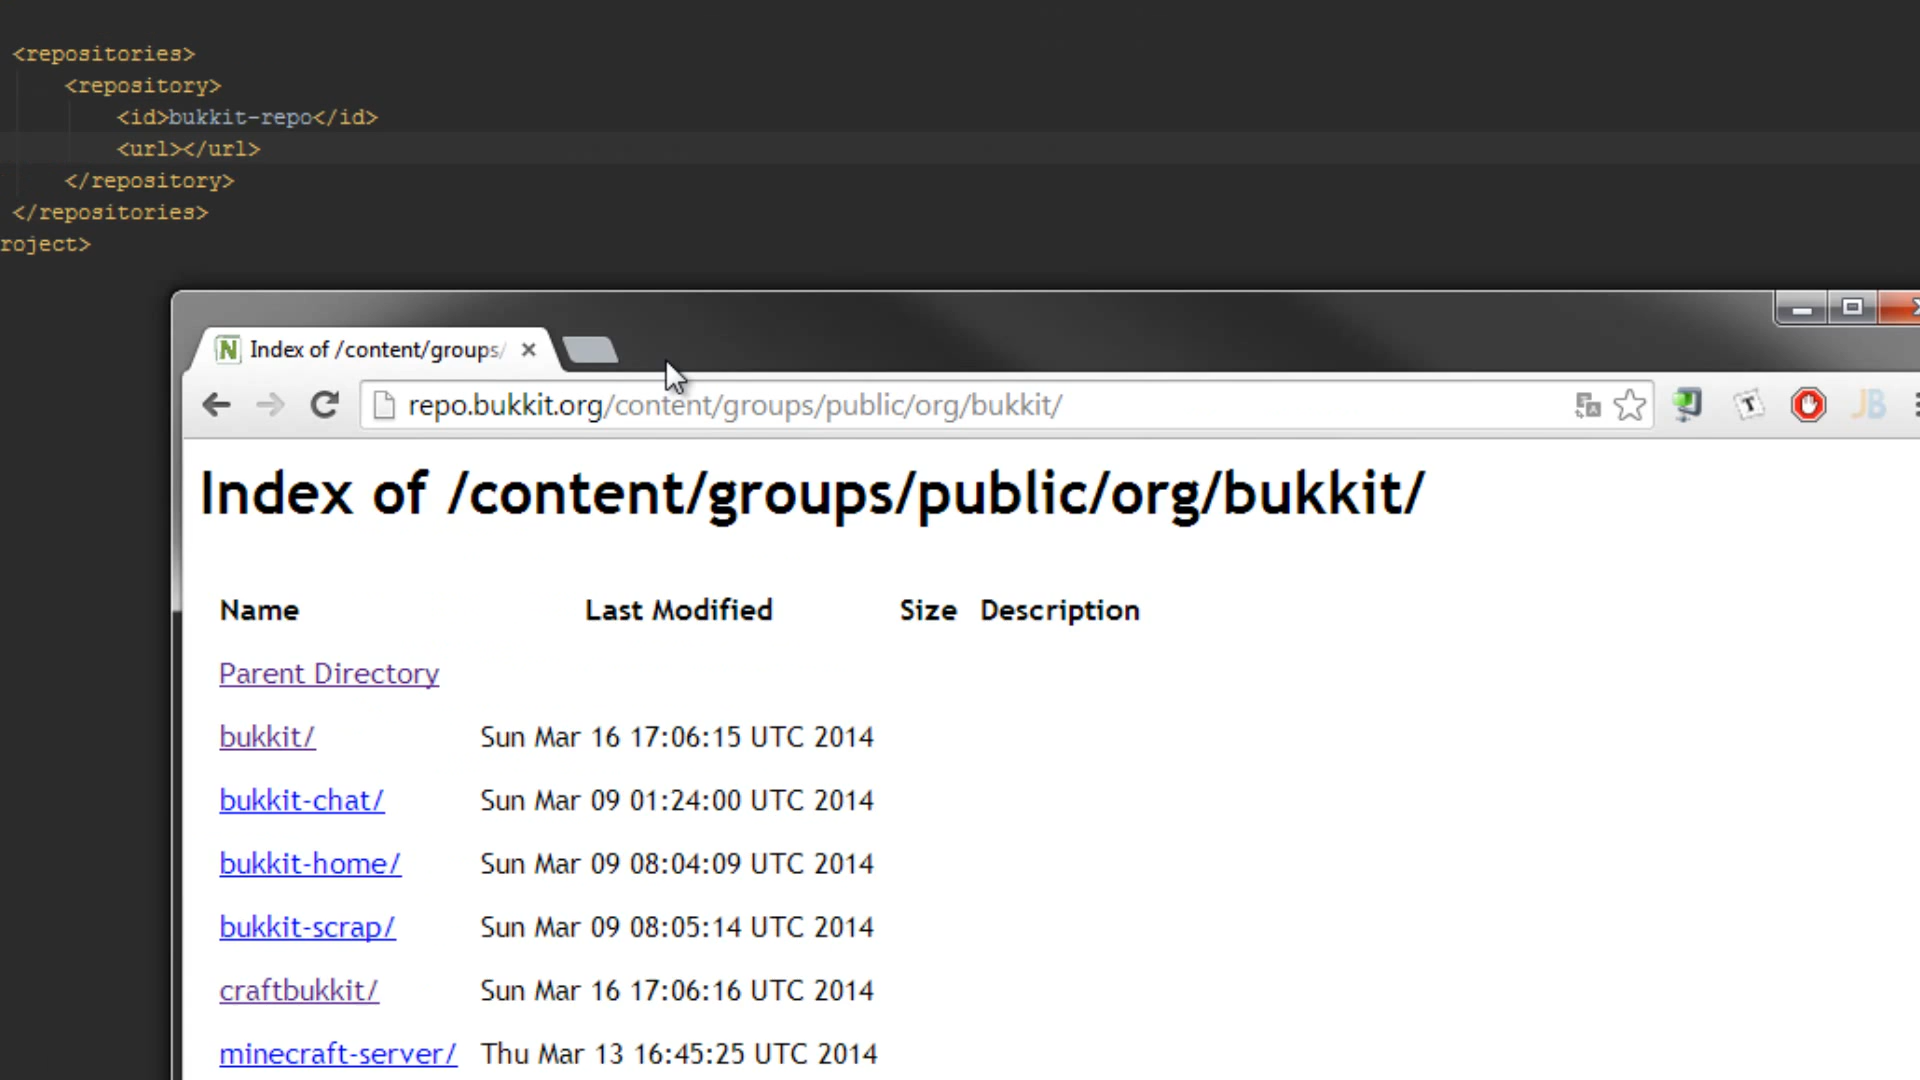 <repositories>
<repository>
<id>bukkit-repo</id>
<url></url>
</repository>
</repositories>
roject>
Index of /content/groups/
repo.bukkit.org/content/groups/public/org/bukkit/
JB
Index of /content/groups/public/org/bukkit/
Name Last Modified Size Description
Parent Directory
bukkit/ Sun Mar 16 17:06:15 UTC 2014
bukkit-chat/ Sun Mar 09 01:24:00 UTC 2014
bukkit-home/ Sun Mar 09 08:04:09 UTC 2014
bukkit-scrap/ Sun Mar 09 08:05:14 UTC 2014
craftbukkit/ Sun Mar 16 17:06:16 UTC 2014
minecraft-server/ Thu Mar 13 16:45:25 UTC 2014